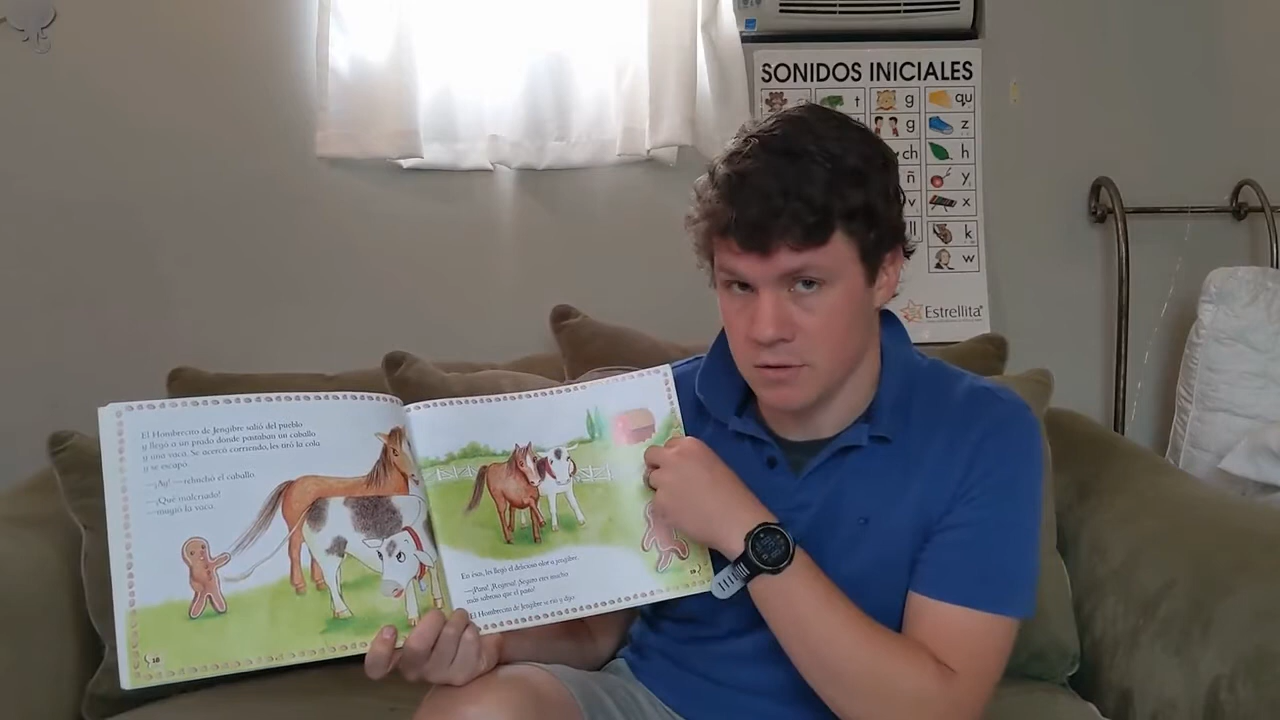 SONIDOS INICIALES
t g qu
g z
ch h
ñ y
v x
ll k
w
Estrellita
El Hombrecito de Jengibre salió del pueblo
y llegó a un prado donde pastaban un caballo
y una vaca. Se acercó corriendo, les tiró la cola
y se escapó.
—¡Ay! —relinchó el caballo.
—¡Qué malcriado!
—mugió la vaca.
10
En eso, les llegó el delicioso olor a jengibre.
—¡Para! ¡Regresa! ¡Seguro eres mucho
más sabroso que el pasto!
El Hombrecito de Jengibre se rio y dijo: